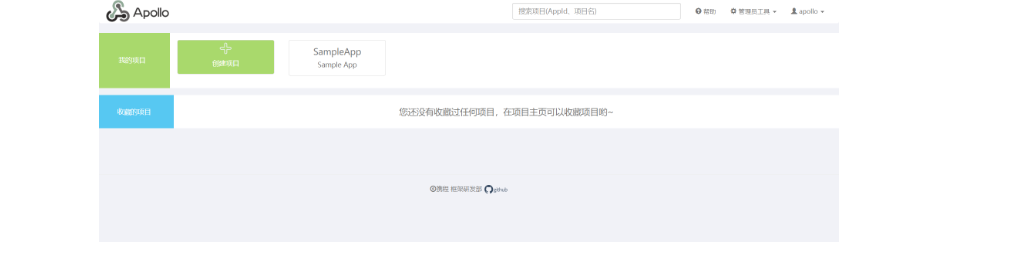 Apollo
搜索项目(AppId、项目名)
帮助
管理员工具
apollo
我的项目
创建项目
SampleApp
Sample App
收藏的项目
您还没有收藏过任何项目，在项目主页可以收藏项目哟~
©携程 框架研发部 github